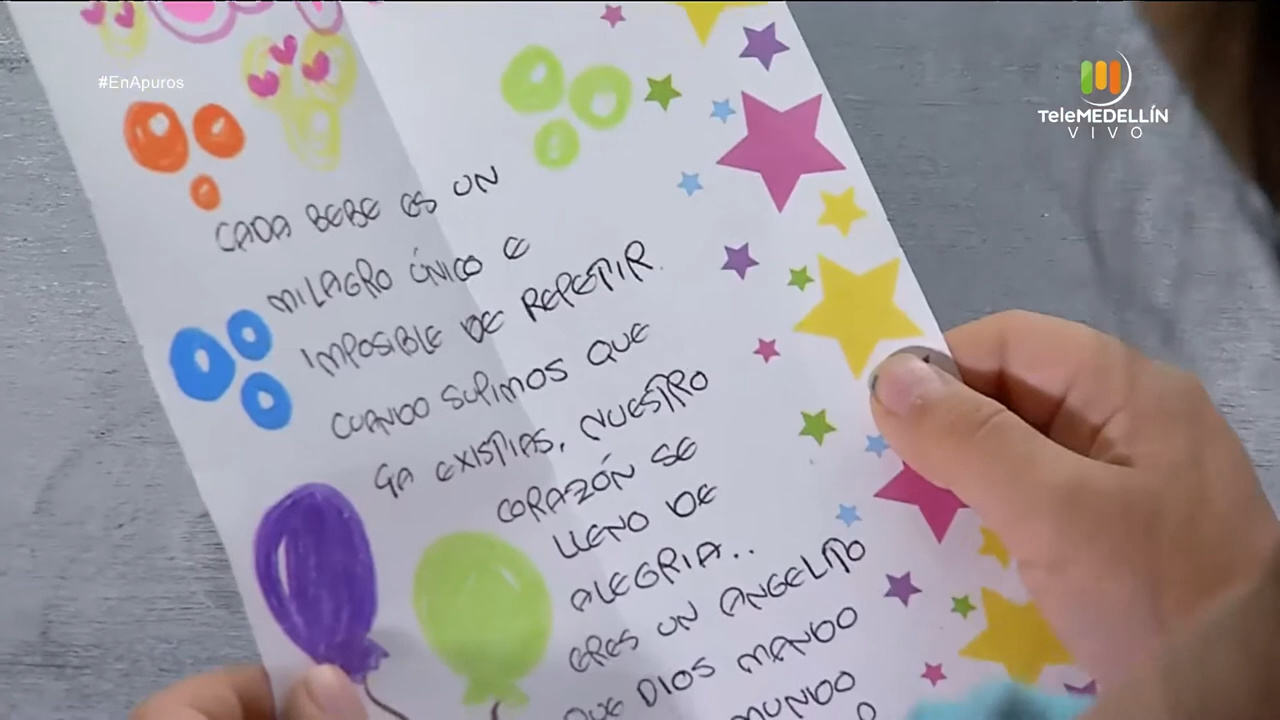 #EnApuros
TeleMEDELLÍN
VIVO
CADA BEBE ES UN
MILAGRO ÚNICO E
IMPOSIBLE DE REPETIR.
CUANDO SUPIMOS QUE
YA EXISTIAS, NUESTRO
CORAZÓN SE
LLENO DE
ALEGRIA..
ERES UN ANGELITO
QUE DIOS MANDO
MUNDO